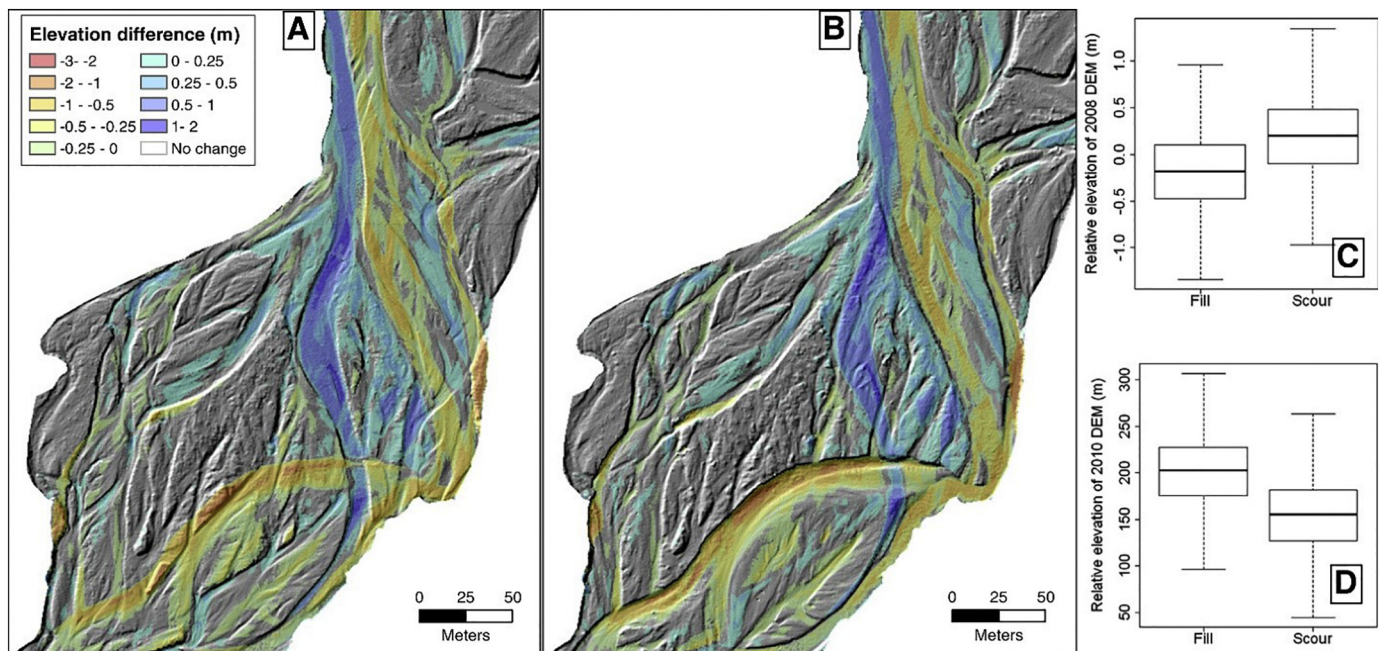 A
Elevation difference (m)
-3- -2
0 - 0.25
-2 - -1
0.25 - 0.5
-1 - -0.5
0.5 - 1
-0.5 - -0.25
1- 2
-0.25 - 0
No change
0 25 50
Meters
B
0 25 50
Meters
Relative elevation of 2008 DEM (m)
1.0
0.5
0.0
-0.5
-1.0
C
Fill Scour
Relative elevation of 2010 DEM (m)
300
250
200
150
100
50
D
Fill Scour